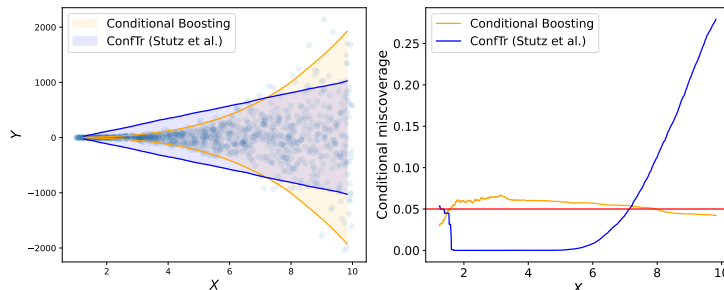 Conditional Boosting
ConfTr (Stutz et al.)
2000
1000
0
−1000
−2000
Y
2
4
6
8
10
X
Conditional Boosting
ConfTr (Stutz et al.)
0.25
0.20
0.15
0.10
0.05
0.00
Conditional miscoverage
2
4
6
8
10
X